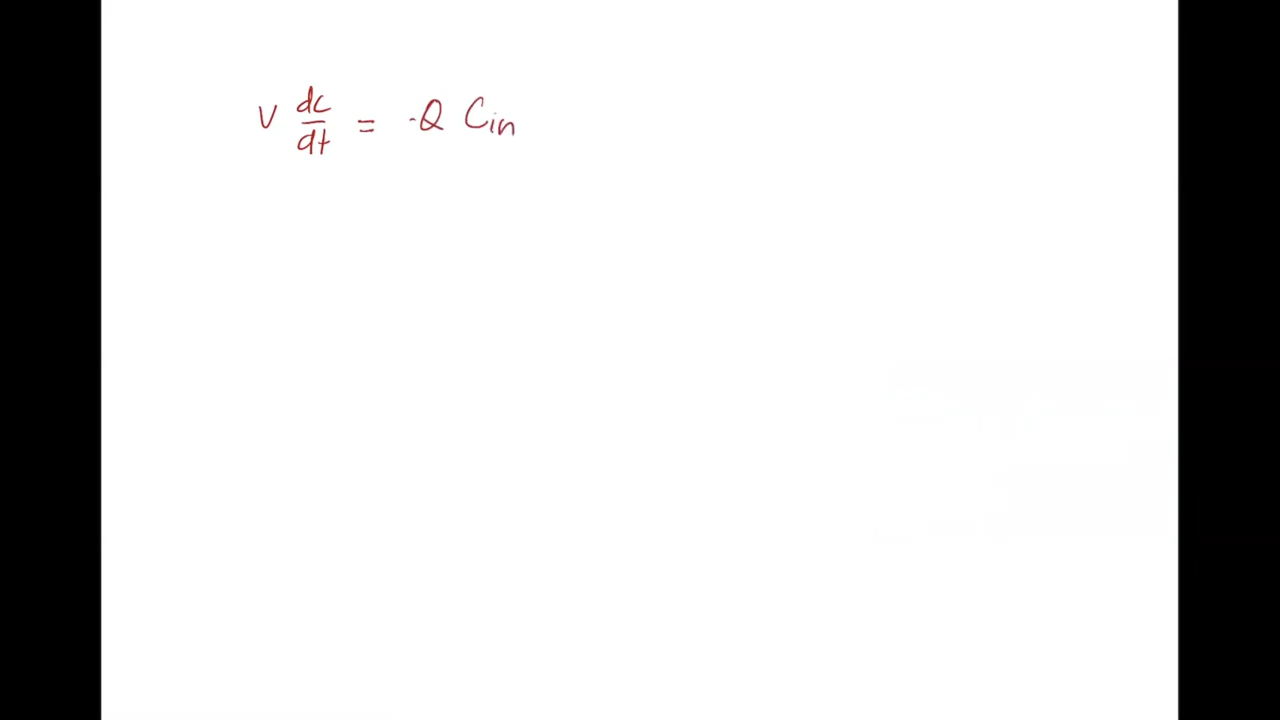 V dc/dt = -Q Cin